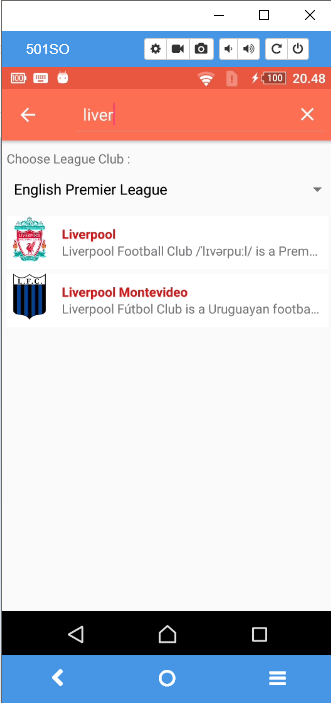 501SO
100
100
20.48
liver
Choose League Club :
English Premier League
Liverpool
Liverpool Football Club /ˈlɪvərpuːl/ is a Prem...
L.F.C.
Liverpool Montevideo
Liverpool Fútbol Club is a Uruguayan footba...